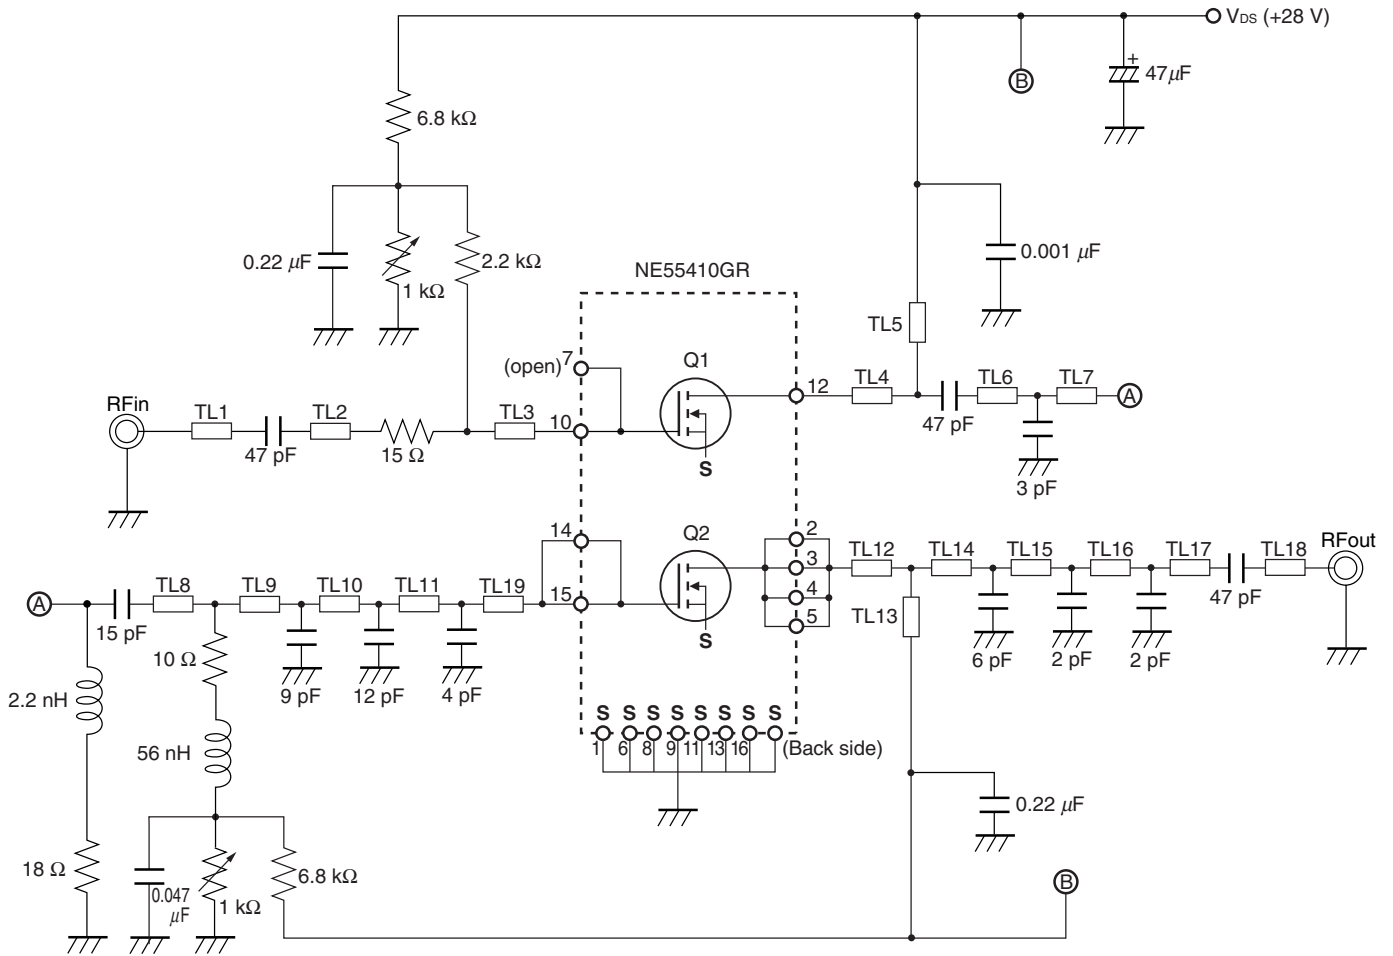 VDS (+28 V)
B
+
47 μF
6.8 kΩ
0.22 μF
1 kΩ
2.2 kΩ
0.001 μF
NE55410GR
TL5
(open)
7
Q1
12
TL4
TL6
TL7
A
RFin
TL1
TL2
TL3
10
47 pF
15 Ω
47 pF
S
3 pF
14
Q2
2
3
4
5
TL12
TL14
TL15
TL16
TL17
TL18
RFout
A
TL8
TL9
TL10
TL11
TL19
15
15 pF
TL13
47 pF
10 Ω
S
6 pF
2 pF
2 pF
9 pF
12 pF
4 pF
2.2 nH
56 nH
S S S S S S S S
1 6 8 9 11 13 16 (Back side)
0.22 μF
18 Ω
0.047
μF
1 kΩ
6.8 kΩ
B